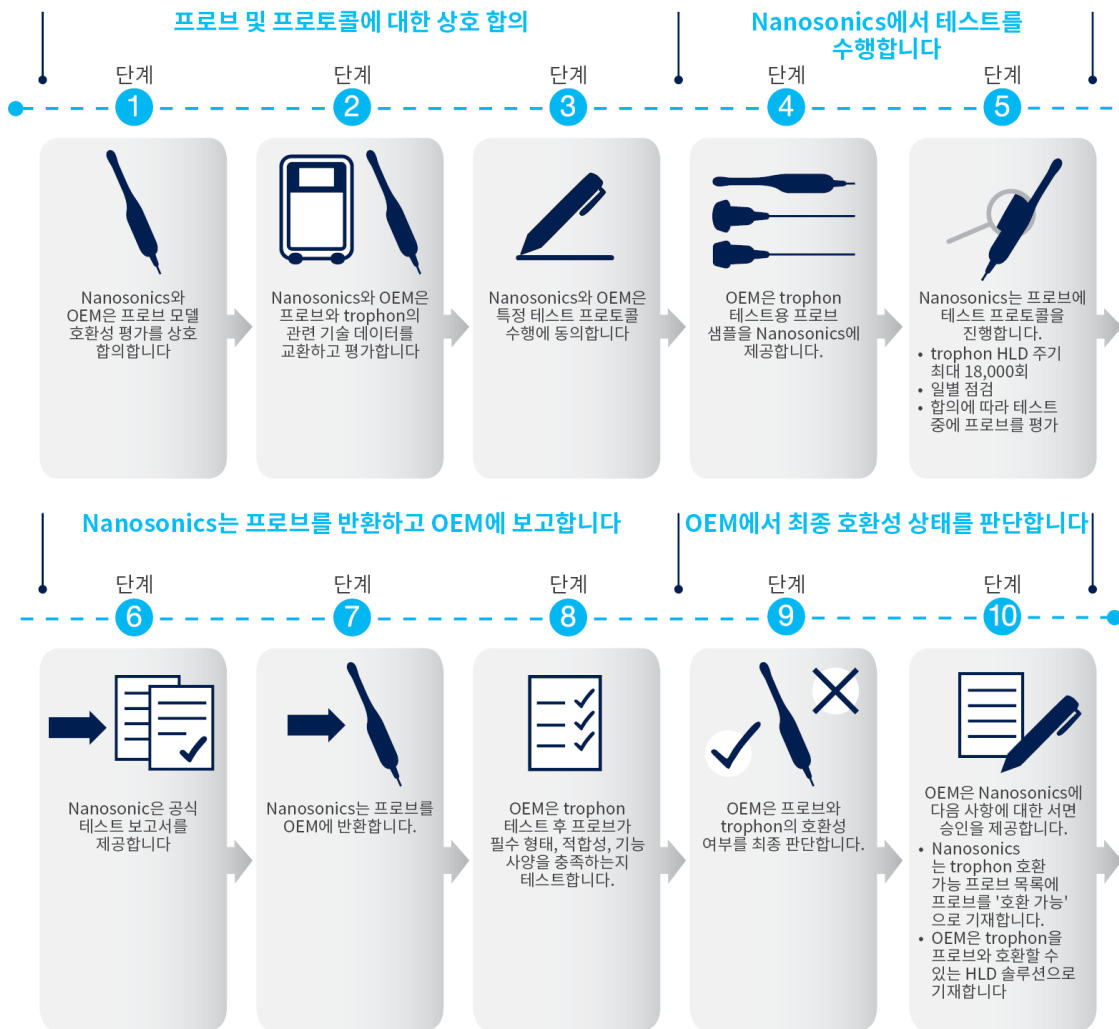 프로브 및 프로토콜에 대한 상호 합의
Nanosonics에서 테스트를
수행합니다
단계
1
단계
2
단계
3
단계
4
단계
5
Nanosonics와
OEM은 프로브 모델
호환성 평가를 상호
합의합니다
Nanosonics와 OEM은
프로브와 trophon의
관련 기술 데이터를
교환하고 평가합니다
Nanosonics와 OEM은
특정 테스트 프로토콜
수행에 동의합니다
OEM은 trophon
테스트용 프로브
샘플을 Nanosonics에
제공합니다.
Nanosonics는 프로브에
테스트 프로토콜을
진행합니다.
• trophon HLD 주기
최대 18,000회
• 일별 점검
• 합의에 따라 테스트
중에 프로브를 평가
Nanosonics는 프로브를 반환하고 OEM에 보고합니다
OEM에서 최종 호환성 상태를 판단합니다
단계
6
단계
7
단계
8
단계
9
단계
10
Nanosonic은 공식
테스트 보고서를
제공합니다
Nanosonics는 프로브를
OEM에 반환합니다.
OEM은 trophon
테스트 후 프로브가
필수 형태, 적합성, 기능
사양을 충족하는지
테스트합니다.
OEM은 프로브와
trophon의 호환성
여부를 최종 판단합니다.
OEM은 Nanosonics에
다음 사항에 대한 서면
승인을 제공합니다.
• Nanosonics
는 trophon 호환
가능 프로브 목록에
프로브를 '호환 가능'
으로 기재합니다.
• OEM은 trophon을
프로브와 호환할 수
있는 HLD 솔루션으로
기재합니다